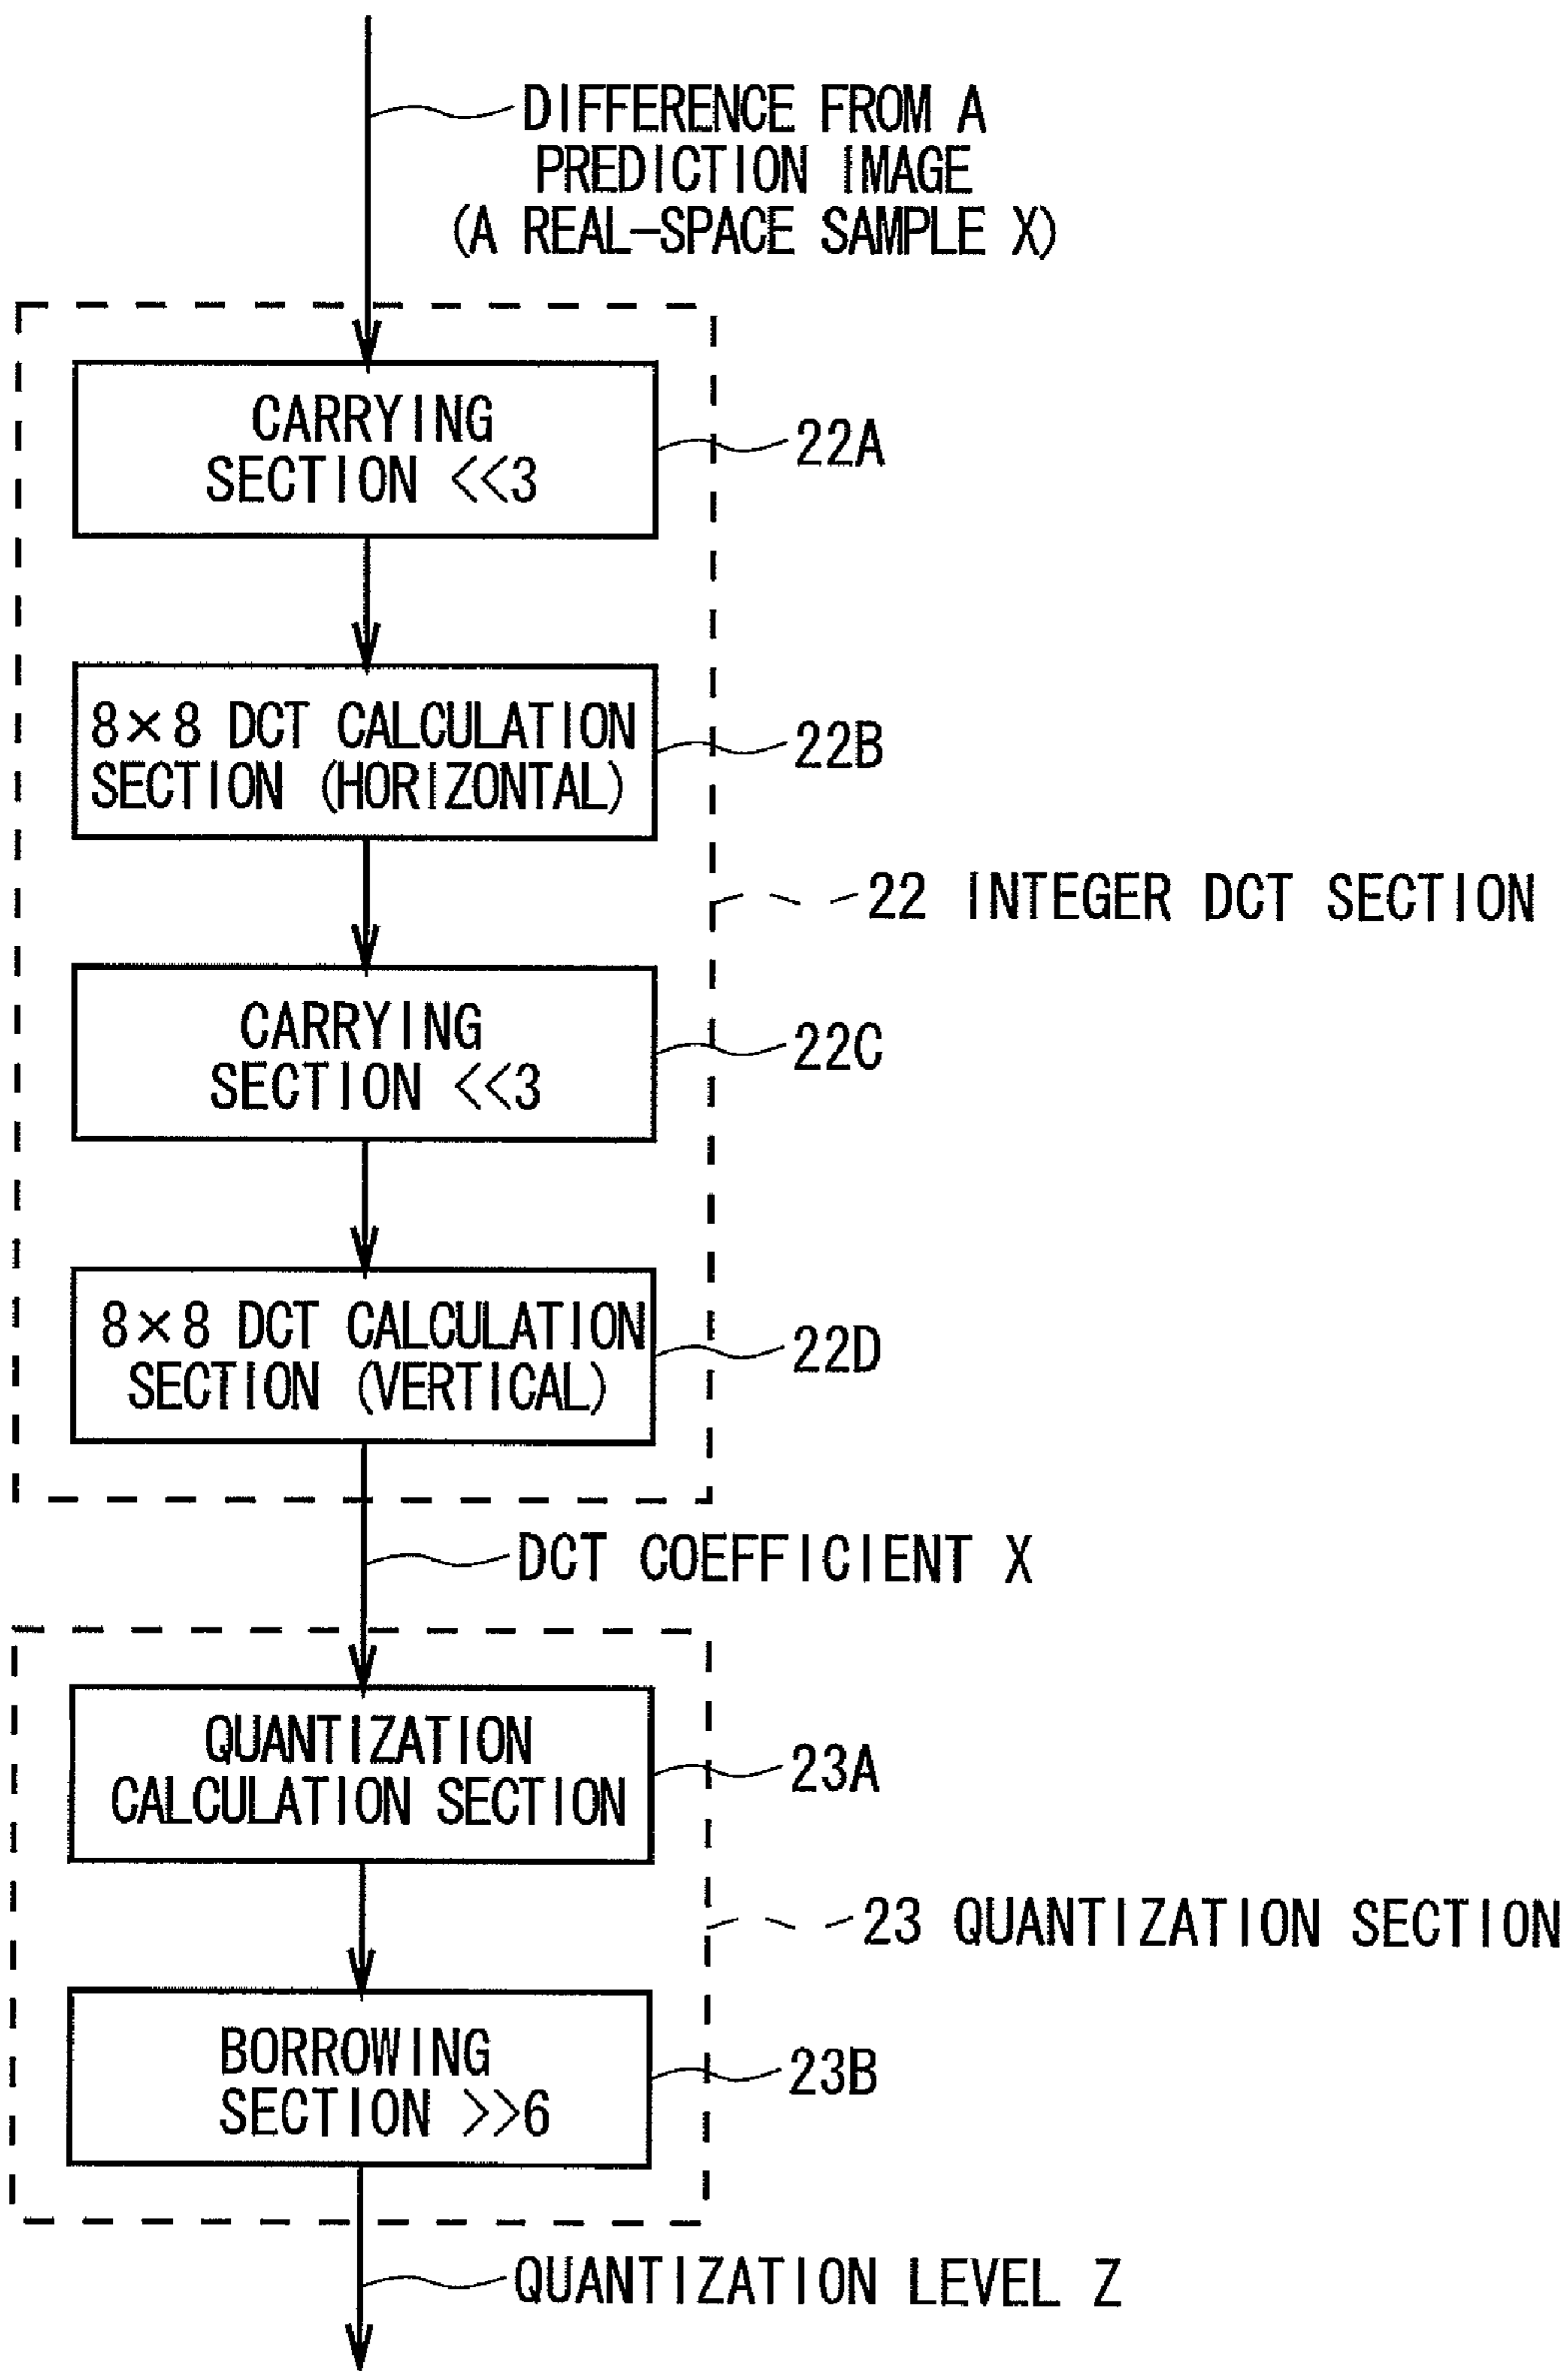 DIFFERENCE FROM A
PREDICTION IMAGE
(A REAL-SPACE SAMPLE X)
CARRYING
SECTION <<3
22A
8×8 DCT CALCULATION
SECTION (HORIZONTAL)
22B
22 INTEGER DCT SECTION
CARRYING
SECTION <<3
22C
8×8 DCT CALCULATION
SECTION (VERTICAL)
22D
DCT COEFFICIENT X
QUANTIZATION
CALCULATION SECTION
23A
23 QUANTIZATION SECTION
BORROWING
SECTION >>6
23B
QUANTIZATION LEVEL Z